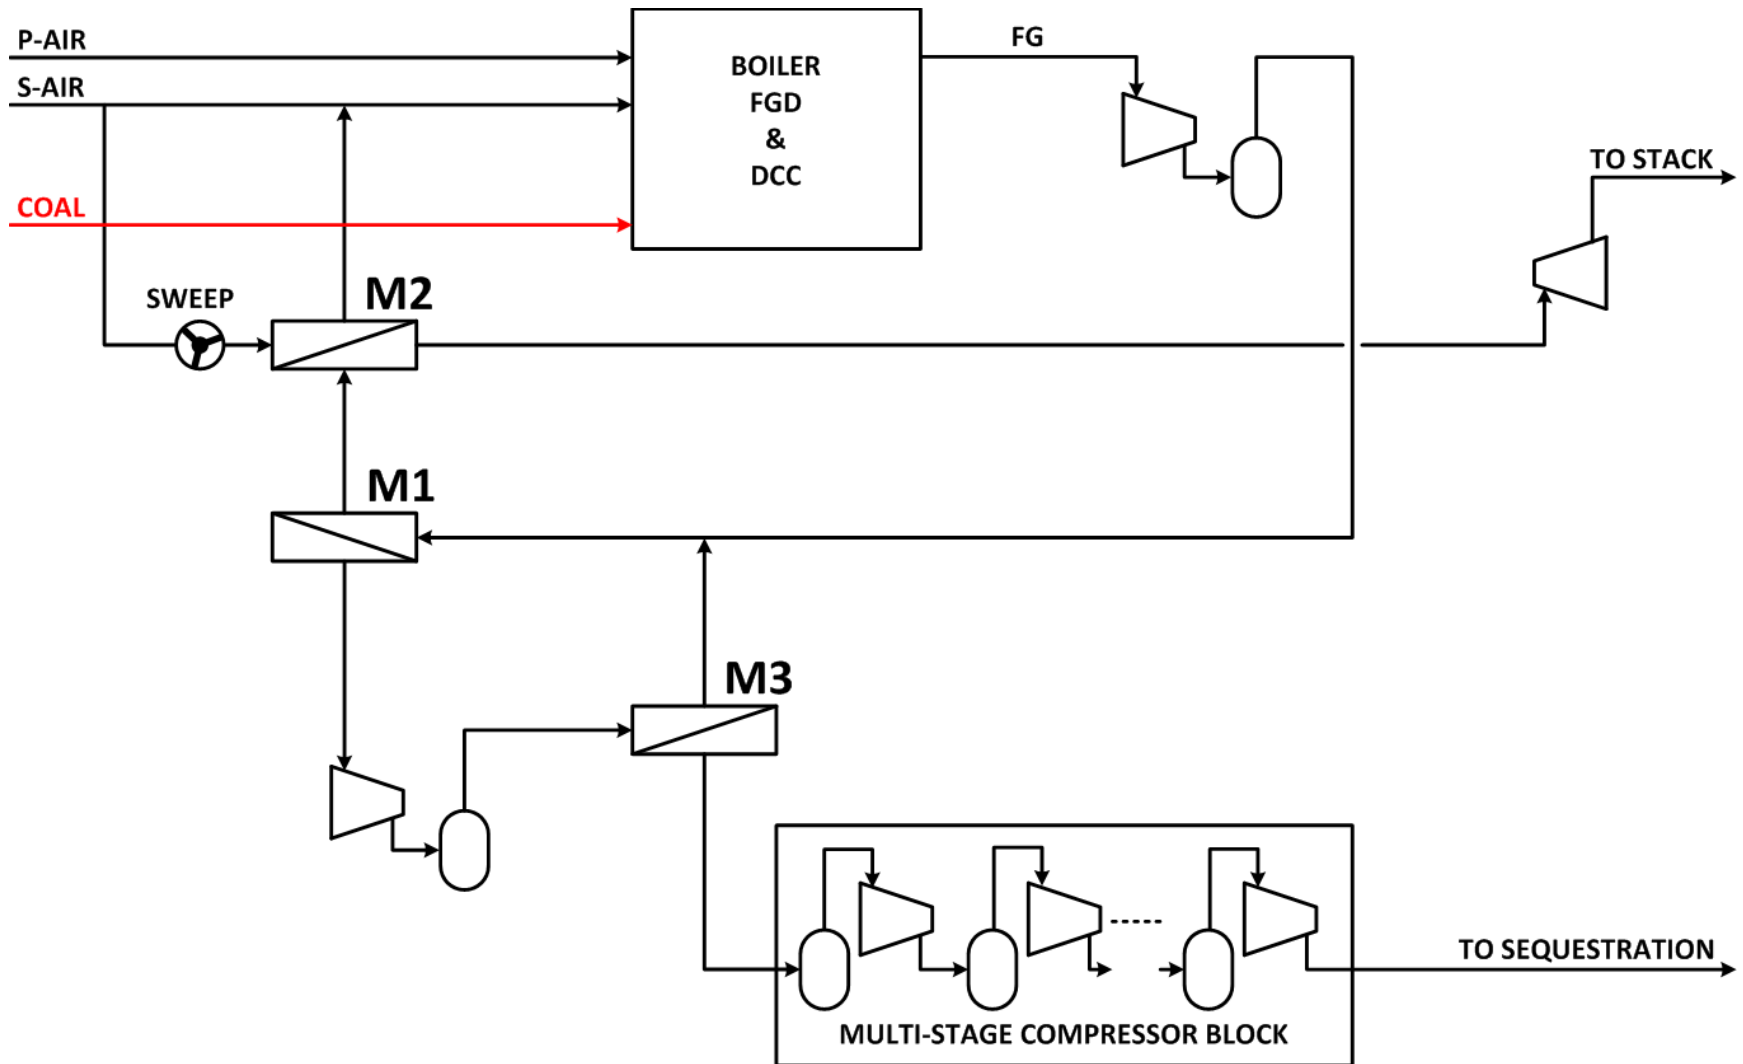 P-AIR
S-AIR
COAL
BOILER
FGD
&
DCC
FG
TO STACK
SWEEP
M2
M1
M3
TO SEQUESTRATION
MULTI-STAGE COMPRESSOR BLOCK